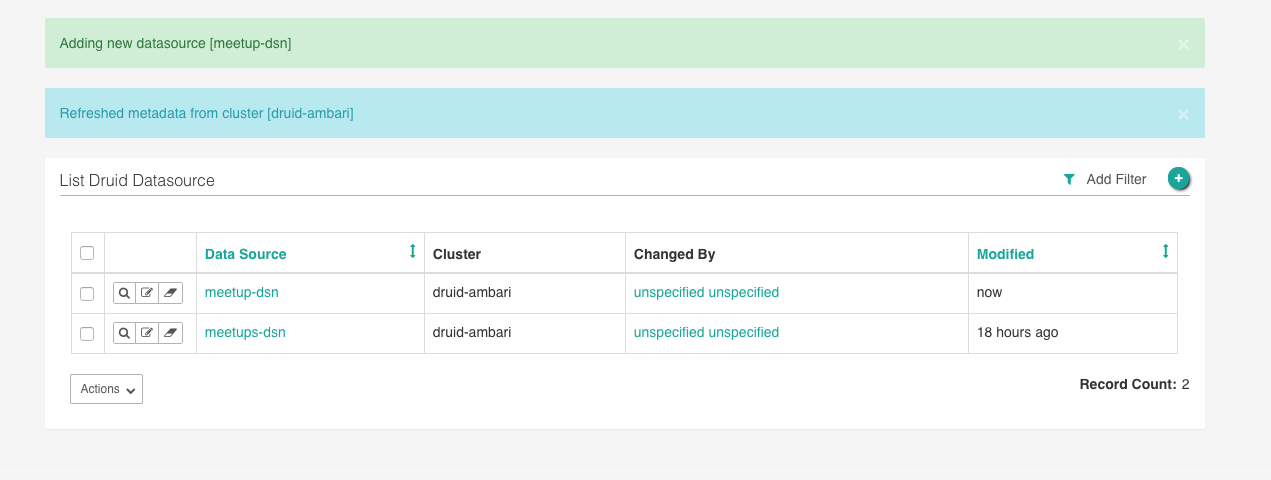 Adding new datasource [meetup-dsn] ×
Refreshed metadata from cluster [druid-ambari] ×
List Druid Datasource Add Filter +
Data Source Cluster Changed By Modified
meetup-dsn druid-ambari unspecified unspecified now
meetups-dsn druid-ambari unspecified unspecified 18 hours ago
Actions Record Count: 2